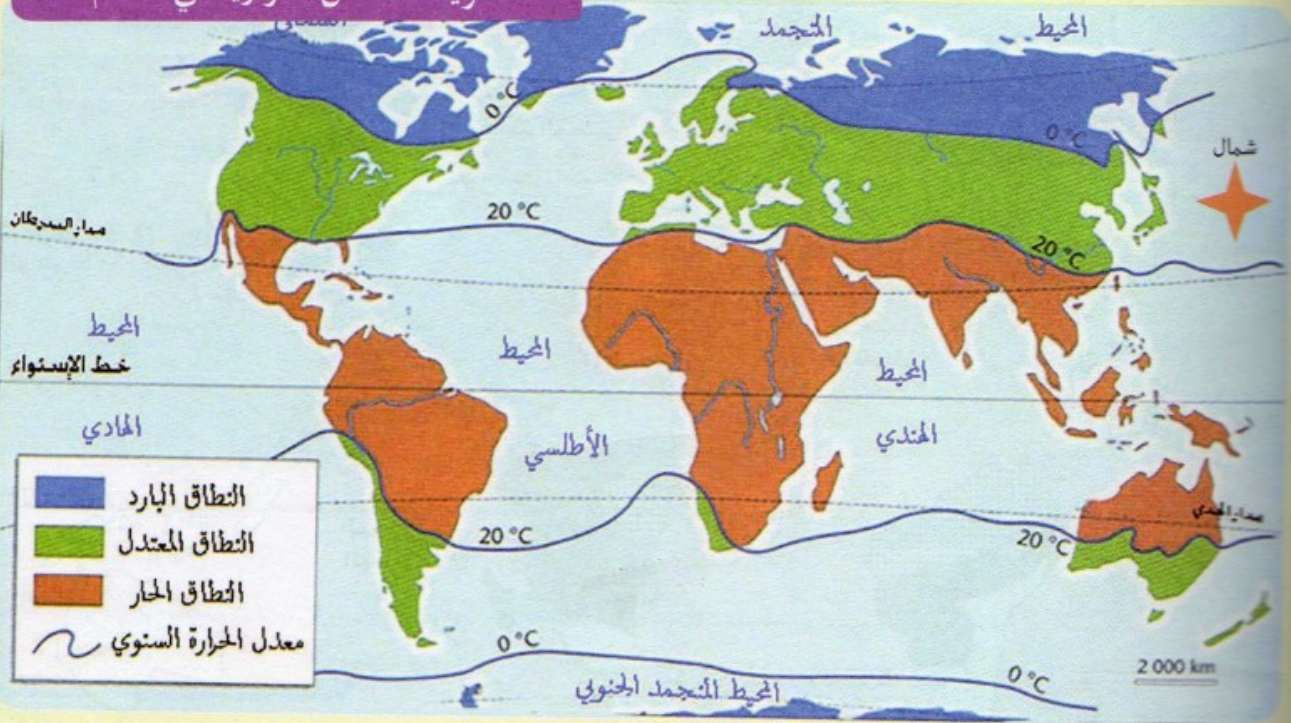 المحيط
المتجمد
0 °C
0 °C
شمال
مدار السرطان
20 °C
20 °C
المحيط
المحيط
المحيط
خط الإستواء
الهادي
الأطلسي
الهندي
مدار الجدي
20 °C
20 °C
النطاق البارد
النطاق المعتدل
النطاق الحار
معدل الحرارة السنوي
0 °C
0 °C
2 000 km
المحيط المنجمد الجنوبي